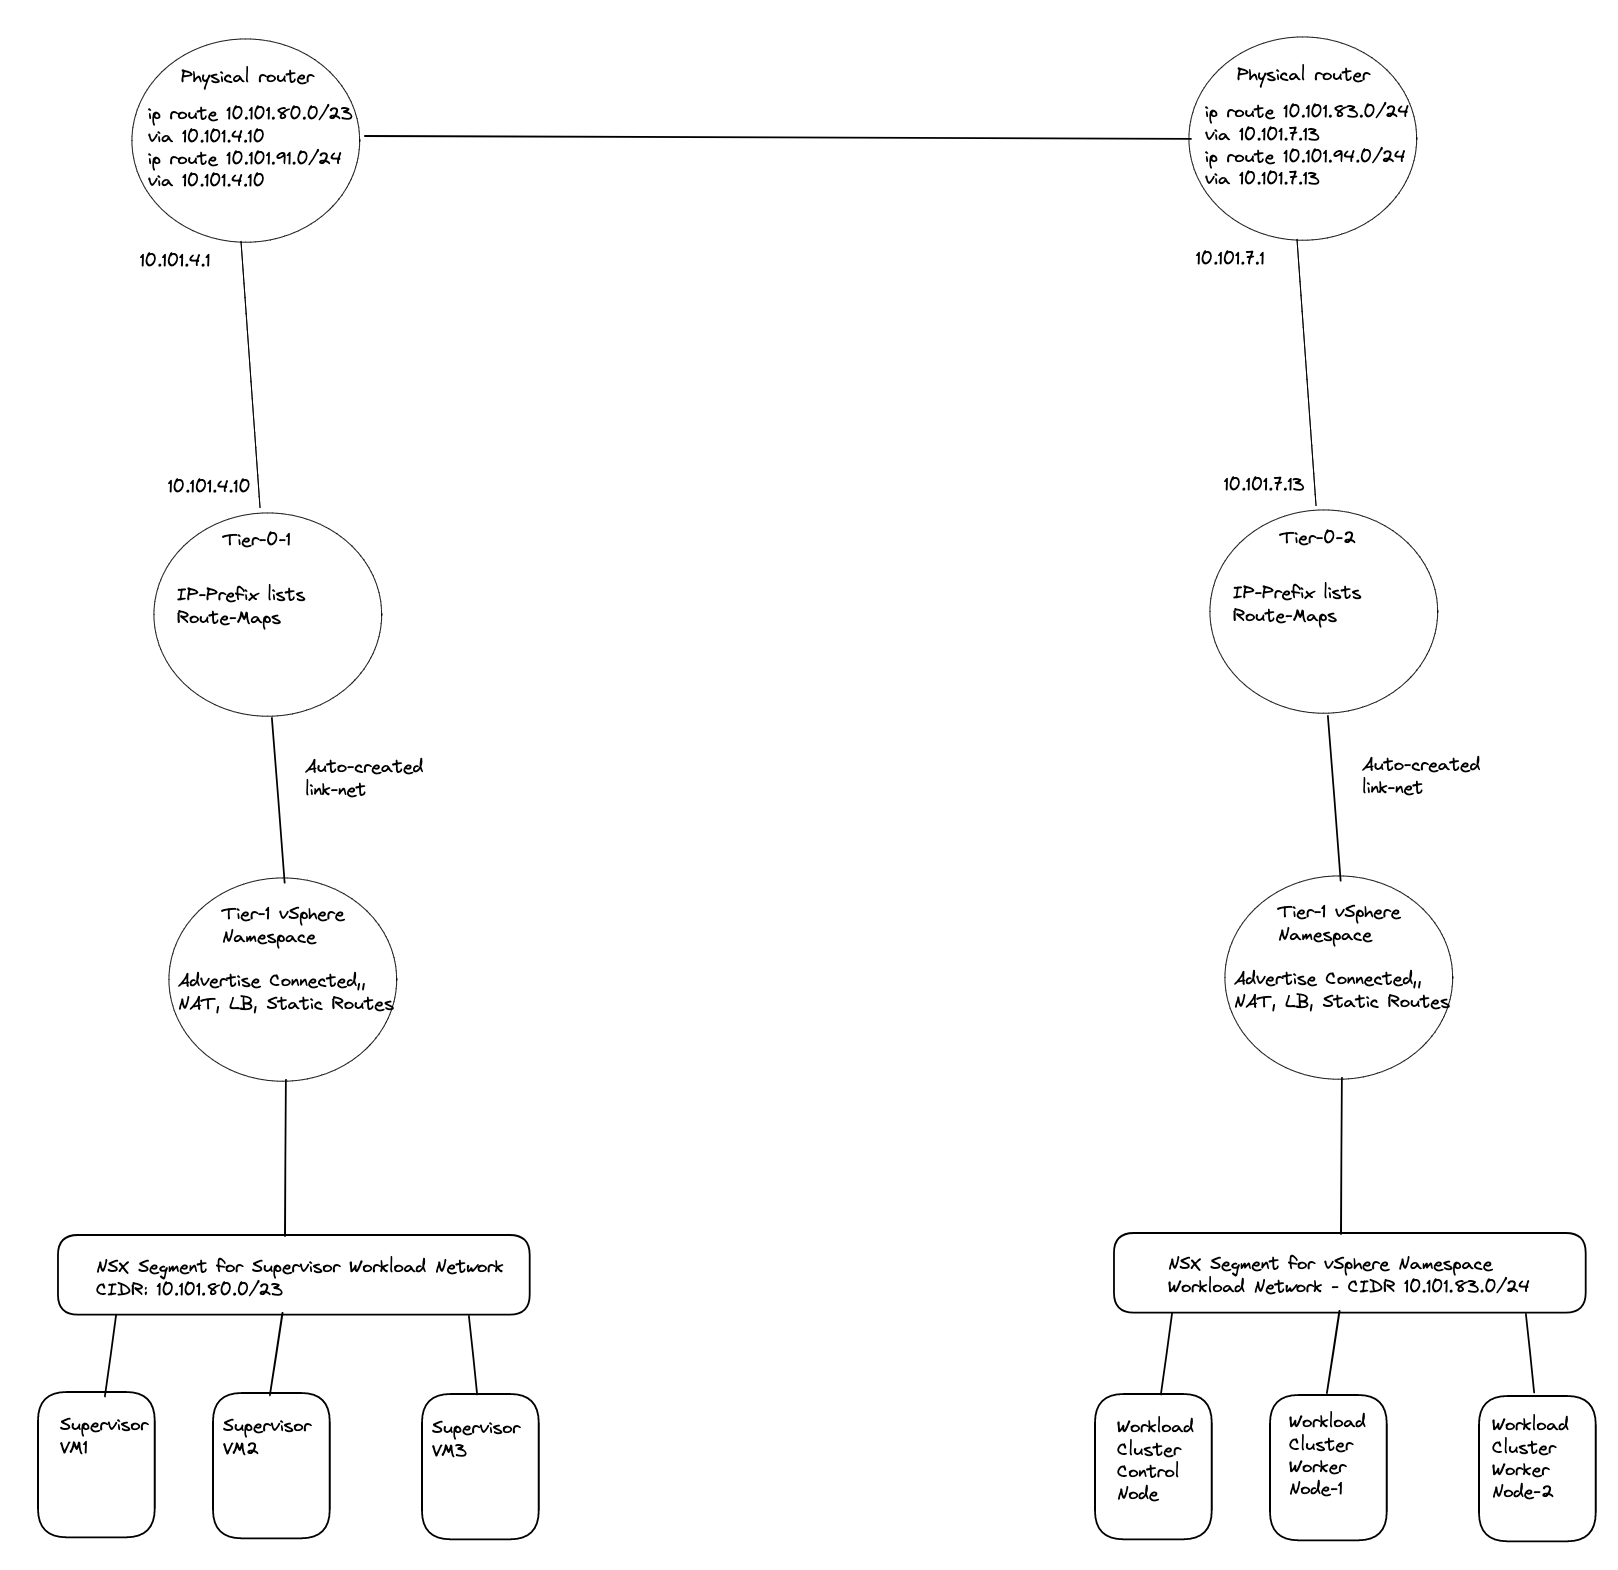 Physical router
ip route 10.101.80.0/23
via 10.101.4.10
ip route 10.101.91.0/24
via 10.101.4.10
10.101.4.1
10.101.4.10
Tier-0-1
IP-Prefix lists
Route-Maps
Auto-created
link-net
Tier-1 vSphere
Namespace
Advertise Connected,,
NAT, LB, Static Routes
NSX Segment for Supervisor Workload Network
CIDR: 10.101.80.0/23
Supervisor
VM1
Supervisor
VM2
Supervisor
VM3
Physical router
ip route 10.101.83.0/24
via 10.101.7.13
ip route 10.101.94.0/24
via 10.101.7.13
10.101.7.1
10.101.7.13
Tier-0-2
IP-Prefix lists
Route-Maps
Auto-created
link-net
Tier-1 vSphere
Namespace
Advertise Connected,,
NAT, LB, Static Routes
NSX Segment for vSphere Namespace
Workload Network - CIDR 10.101.83.0/24
Workload
Cluster
Control
Node
Workload
Cluster
Worker
Node-1
Workload
Cluster
Worker
Node-2